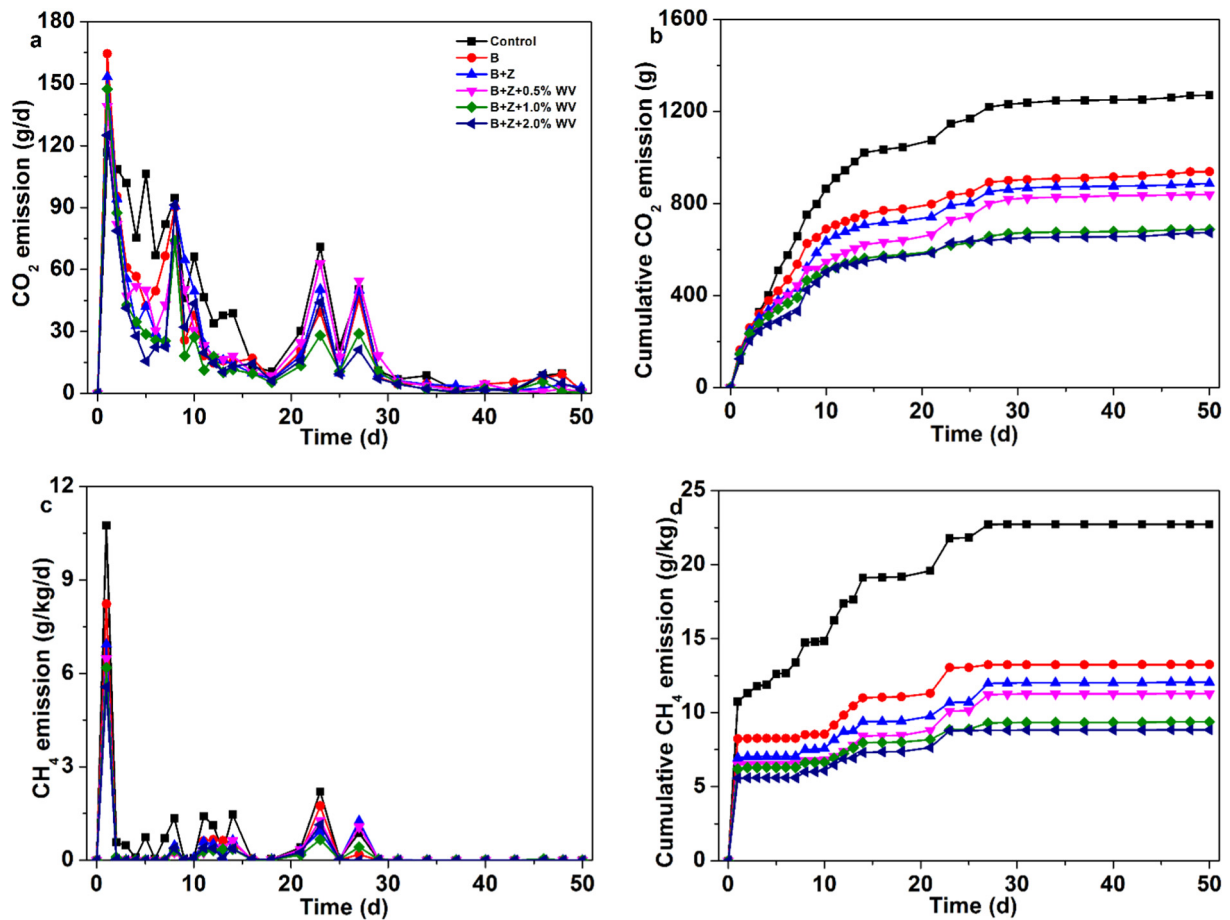 a
CO2 emission (g/d)
180
150
120
90
60
30
0
0 10 20 30 40 50
Time (d)
Control
B
B+Z
B+Z+0.5% WV
B+Z+1.0% WV
B+Z+2.0% WV
b
Cumulative CO2 emission (g)
1600
1200
800
400
0
0 10 20 30 40 50
Time (d)
c
CH4 emission (g/kg/d)
12
9
6
3
0
0 10 20 30 40 50
Time (d)
d
Cumulative CH4 emission (g/kg)
25
20
15
10
5
0
0 10 20 30 40 50
Time (d)